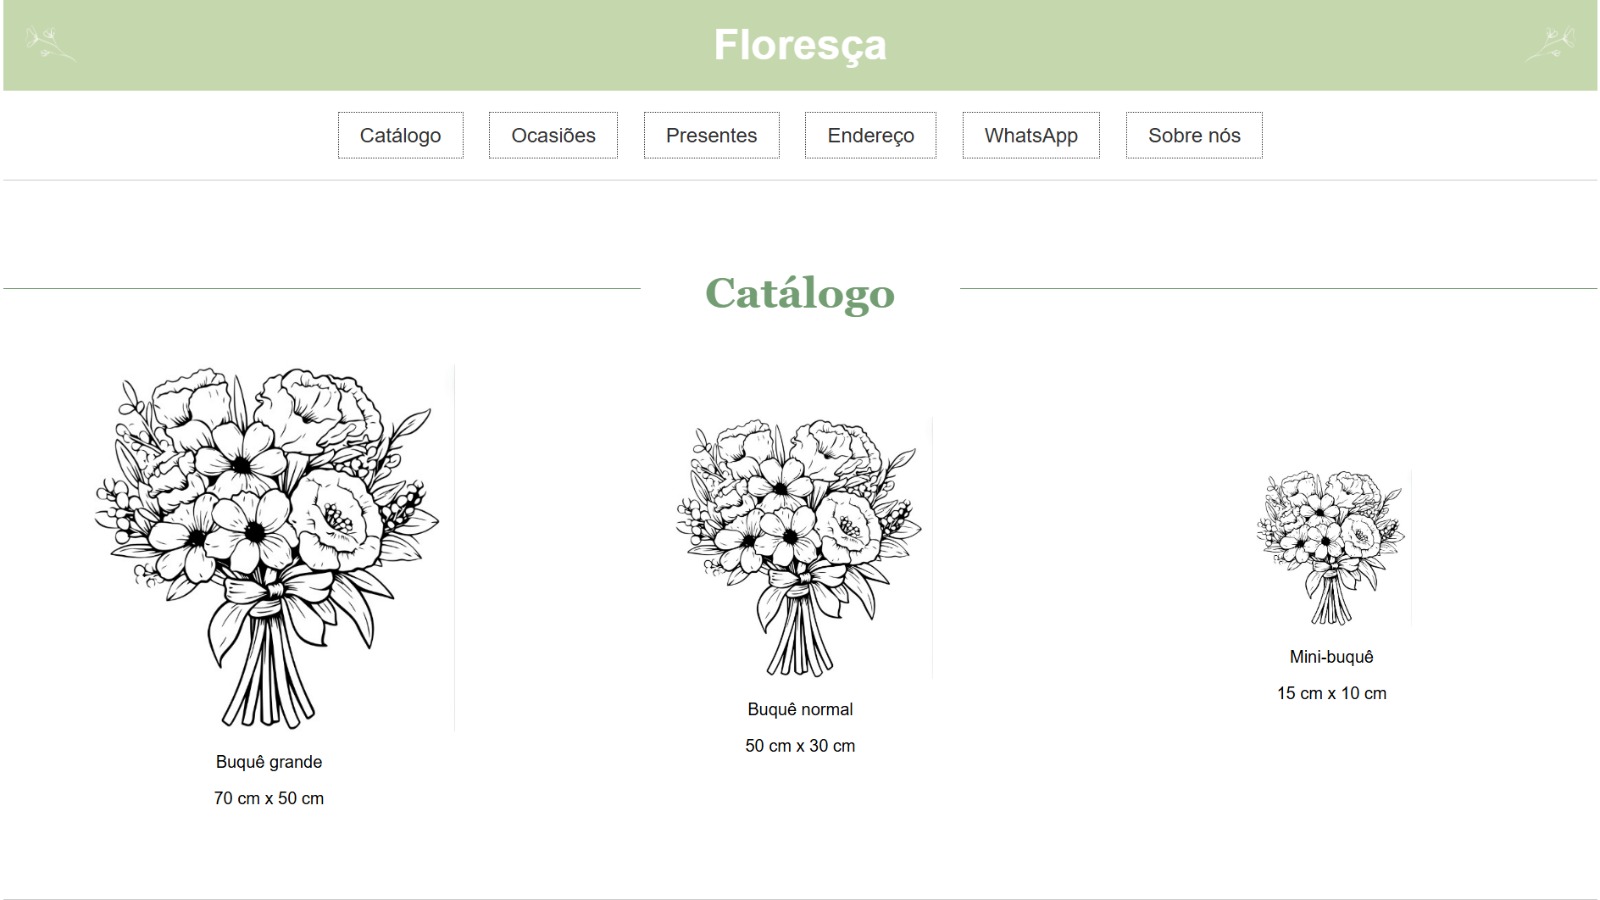 Floresça
Catálogo
Ocasiões
Presentes
Endereço
WhatsApp
Sobre nós
Catálogo
Buquê grande
70 cm x 50 cm
Buquê normal
50 cm x 30 cm
Mini-buquê
15 cm x 10 cm